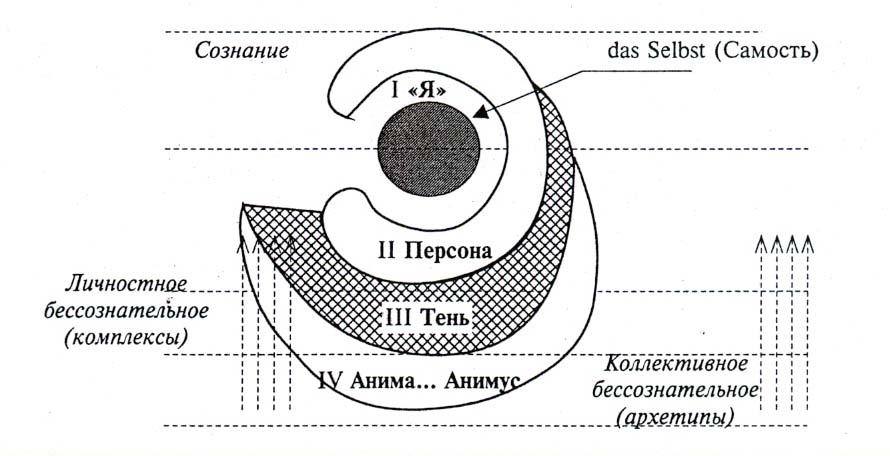 Сознание
das Selbst (Самость)
I «Я»
II Персона
Личностное
бессознательное
(комплексы)
III Тень
IV Анима... Анимус
Коллективное
бессознательное
(архетипы)